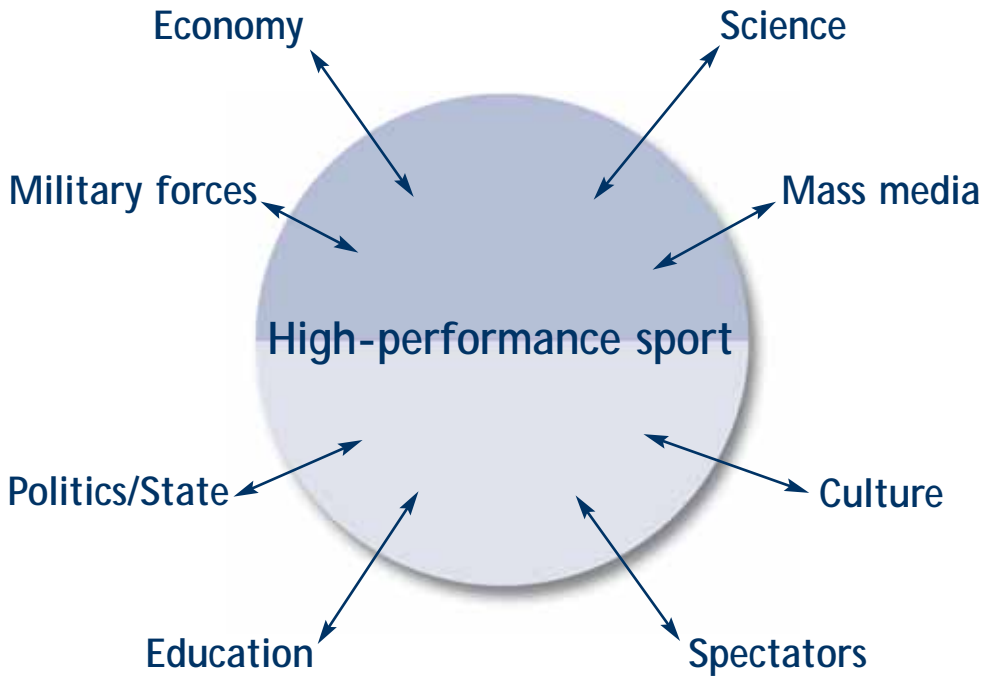 Economy
Science
Military forces
Mass media
High-performance sport
Politics/State
Culture
Education
Spectators